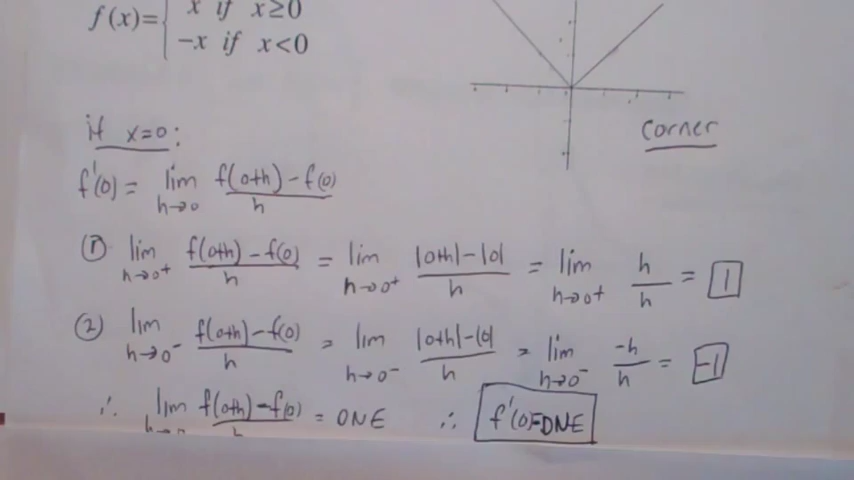 f(x)={ x if x≥0
-x if x<0
if x=0:
corner
f'(0) = lim h→0 f(0+h)-f(0) / h
① lim h→0⁺ f(0+h)-f(0) / h = lim h→0⁺ |0+h|-|0| / h = lim h→0⁺ h / h = 1
② lim h→0⁻ f(0+h)-f(0) / h = lim h→0⁻ |0+h|-|0| / h = lim h→0⁻ -h / h = -1
∴ lim h→0 f(0+h)-f(0) / h = DNE ∴ f'(0)=DNE